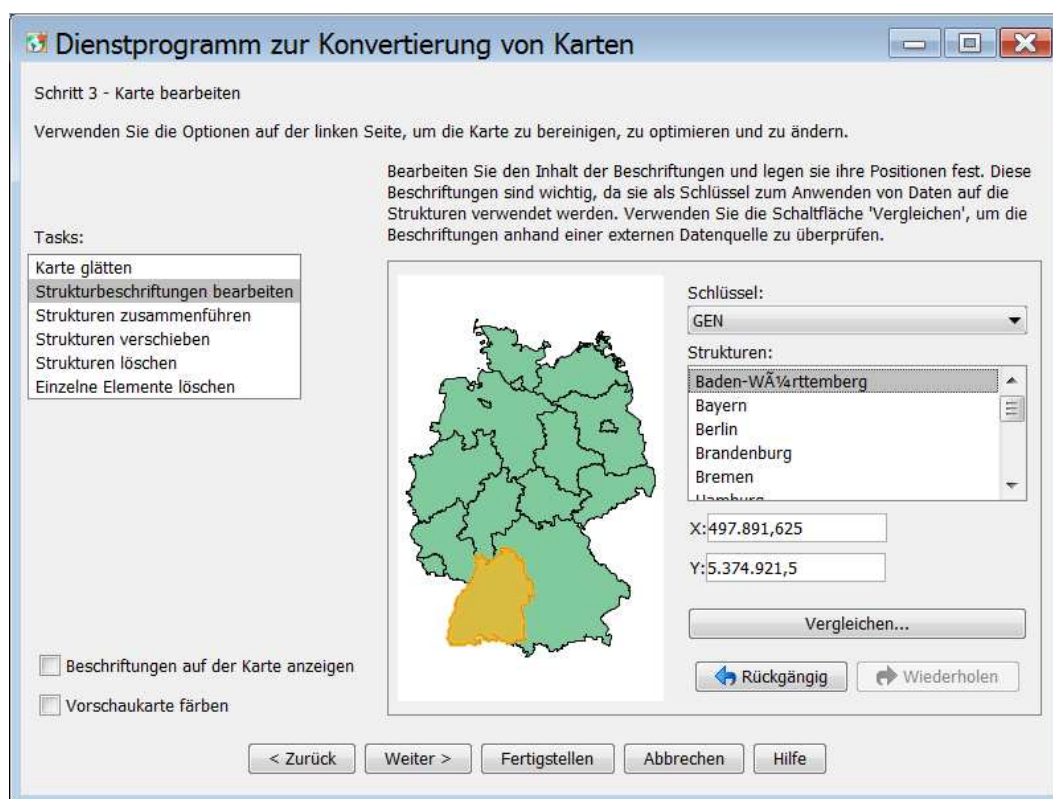 Dienstprogramm zur Konvertierung von Karten
Schritt 3 - Karte bearbeiten
Verwenden Sie die Optionen auf der linken Seite, um die Karte zu bereinigen, zu optimieren und zu ändern.
Bearbeiten Sie den Inhalt der Beschriftungen und legen sie ihre Positionen fest. Diese
Beschriftungen sind wichtig, da sie als Schlüssel zum Anwenden von Daten auf die
Strukturen verwendet werden. Verwenden Sie die Schaltfläche 'Vergleichen', um die
Beschriftungen anhand einer externen Datenquelle zu überprüfen.
Tasks:
Karte glätten
Strukturbeschriftungen bearbeiten
Strukturen zusammenführen
Strukturen verschieben
Strukturen löschen
Einzelne Elemente löschen
Schlüssel:
GEN
Strukturen:
Baden-WÃ¼rttemberg
Bayern
Berlin
Brandenburg
Bremen
Hamburg
X: 497.891,625
Y: 5.374.921,5
Vergleichen...
Rückgängig
Wiederholen
Beschriftungen auf der Karte anzeigen
Vorschaukarte färben
< Zurück
Weiter >
Fertigstellen
Abbrechen
Hilfe